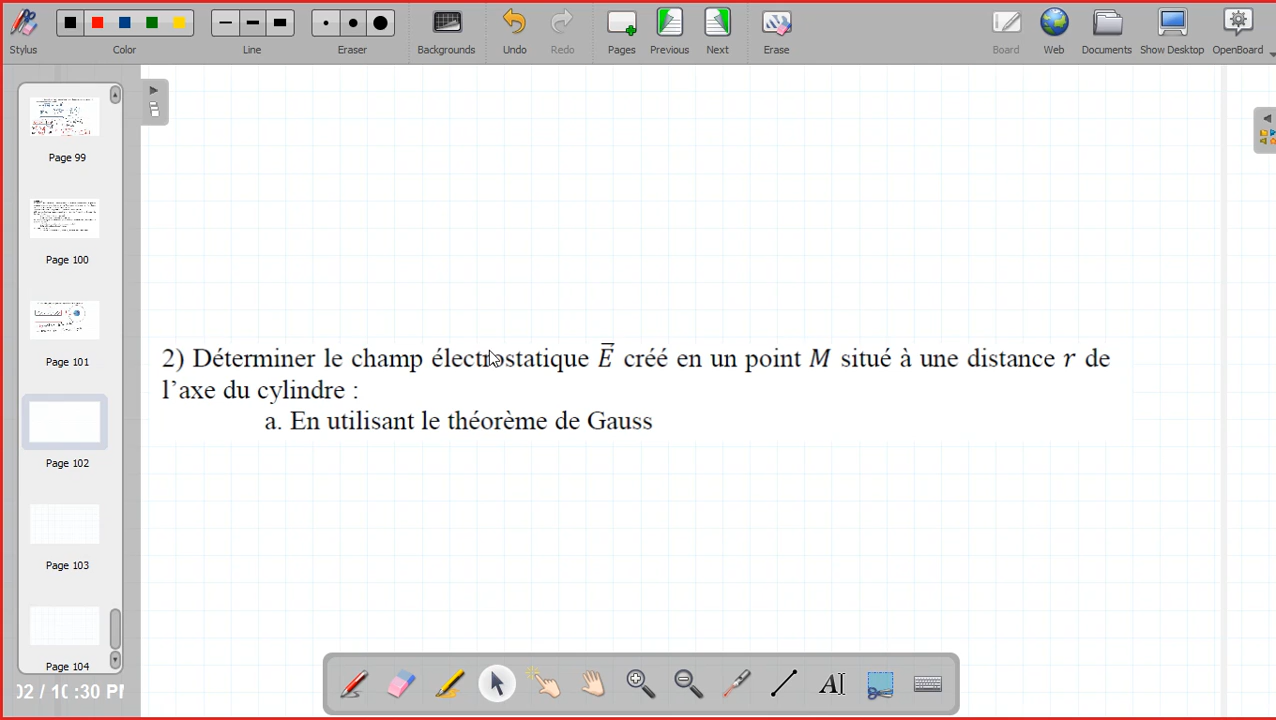 Stylus
Color
Line
Eraser
Backgrounds
Undo
Redo
Pages
Previous
Next
Erase
Board
Web
Documents
Show Desktop
OpenBoard
Page 99
Page 100
Page 101
Page 102
Page 103
Page 104
2) Déterminer le champ électrostatique E⃗ créé en un point M situé à une distance r de
l’axe du cylindre :
a. En utilisant le théorème de Gauss